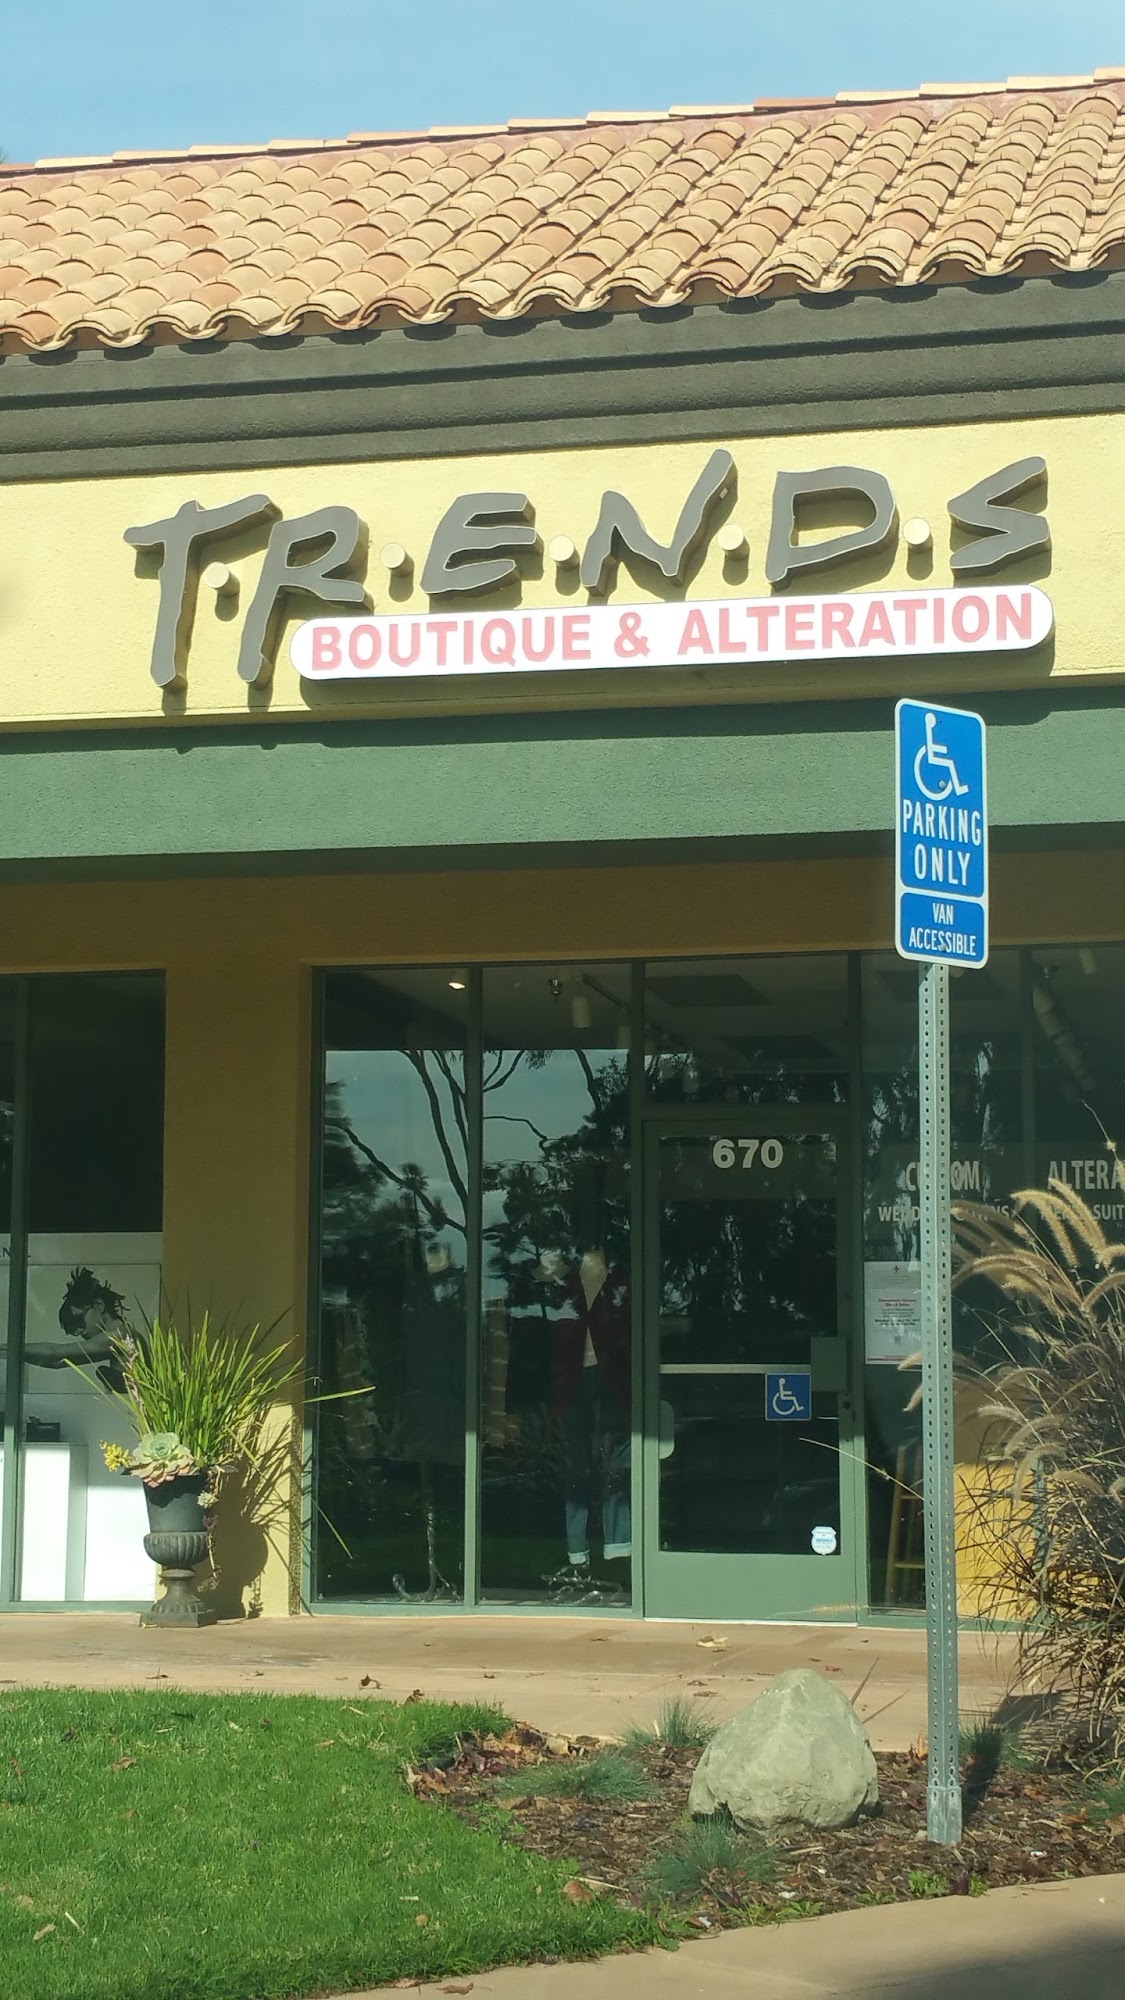 T·R·E·N·D·S
BOUTIQUE & ALTERATION
PARKING
ONLY
VAN
ACCESSIBLE
670